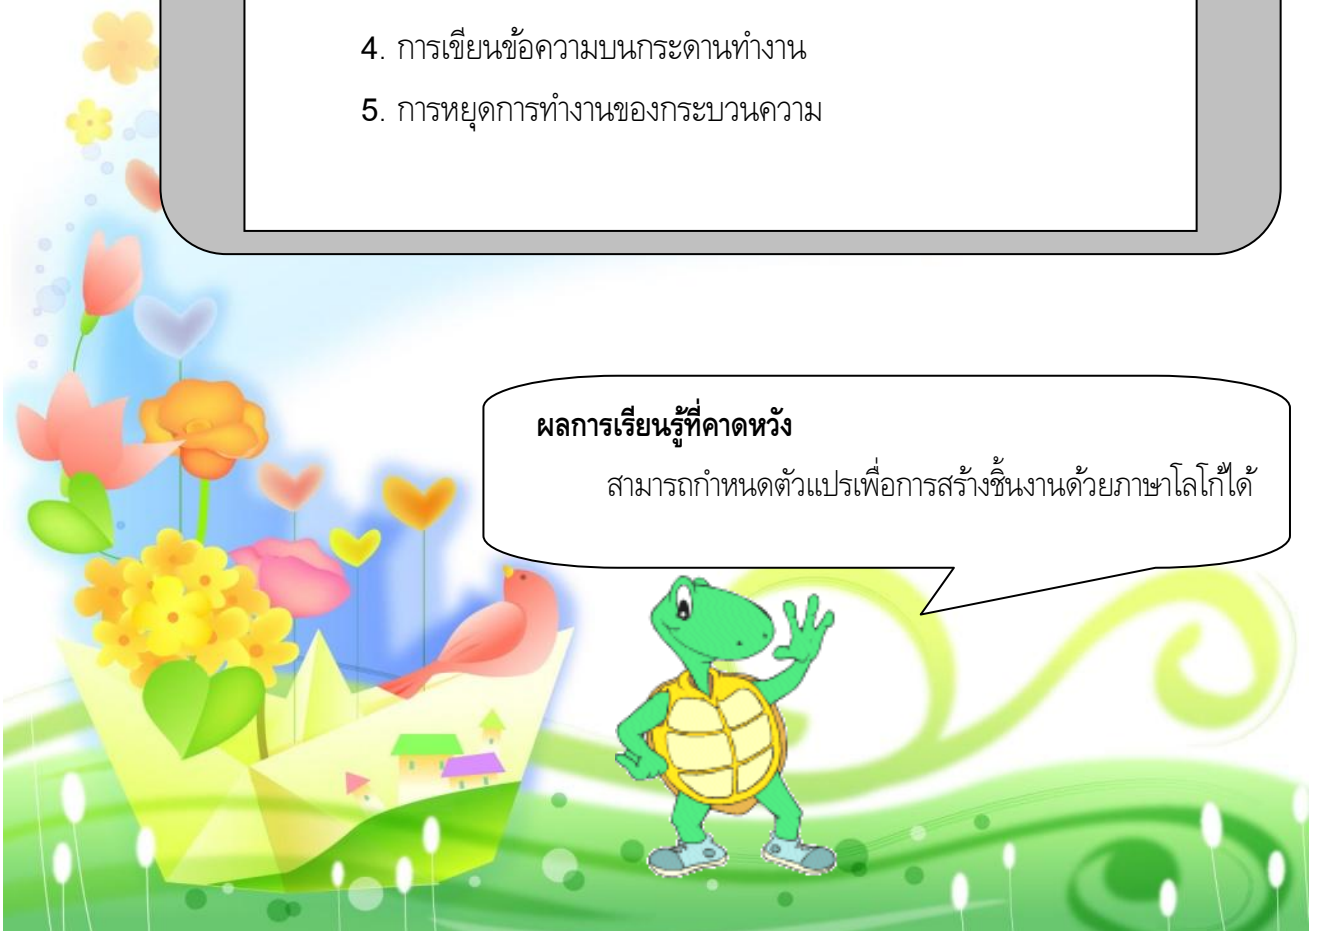 4. การเขียนข้อความบนกระดานทำงาน
5. การหยุดการทำงานของกระบวนความ
ผลการเรียนรู้ที่คาดหวัง
สามารถกำหนดตัวแปรเพื่อการสร้างชิ้นงานด้วยภาษาโลโก้ได้